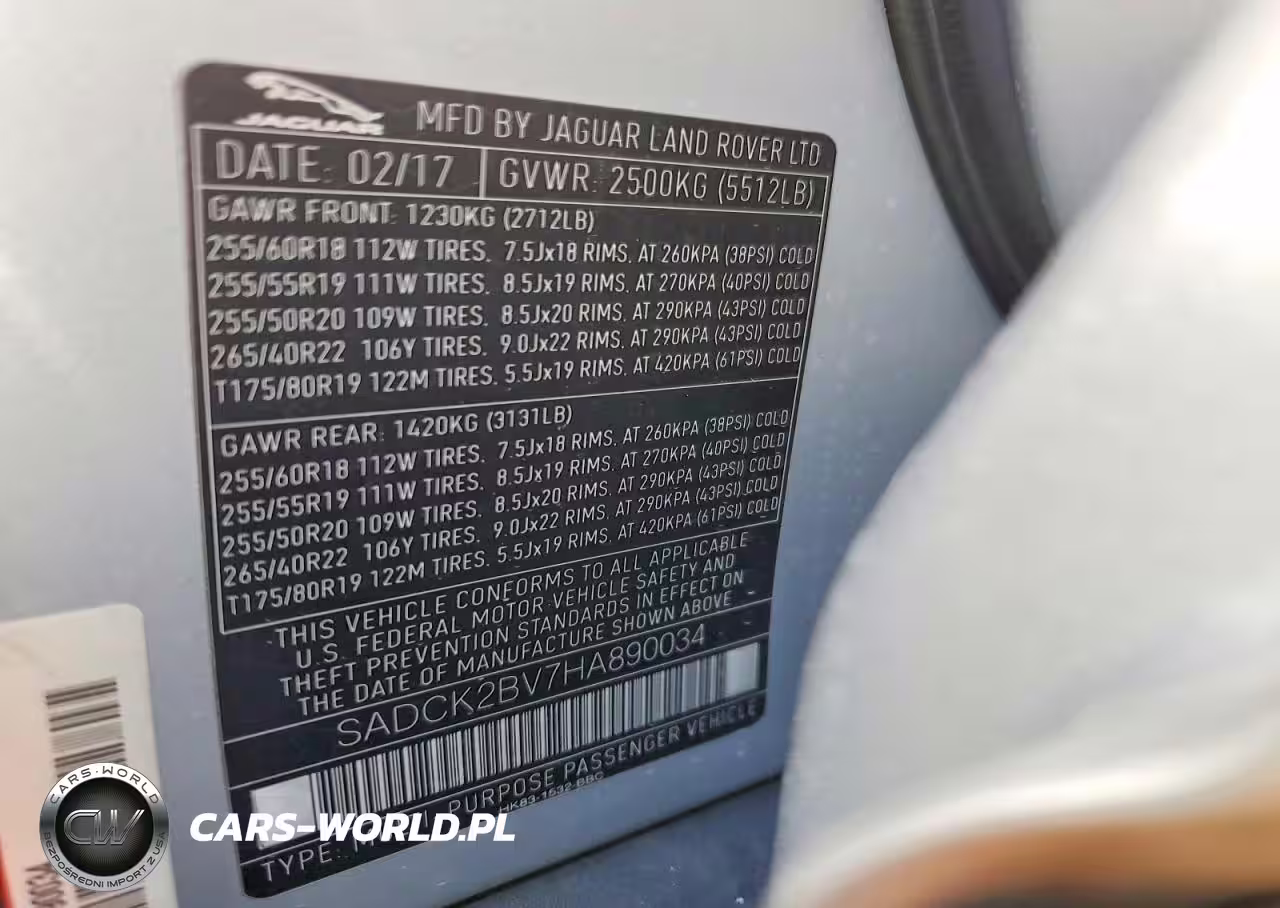 JAGUAR
MFD BY JAGUAR LAND ROVER LTD
DATE: 02/17 GVWR: 2500KG (5512LB)
GAWR FRONT: 1230KG (2712LB)
255/60R18 112W TIRES. 7.5Jx18 RIMS. AT 260KPA (38PSI) COLD
255/55R19 111W TIRES. 8.5Jx19 RIMS. AT 270KPA (40PSI) COLD
255/50R20 109W TIRES. 8.5Jx20 RIMS. AT 290KPA (43PSI) COLD
265/40R22 106Y TIRES. 9.0Jx22 RIMS. AT 290KPA (43PSI) COLD
T175/80R19 122M TIRES. 5.5Jx19 RIMS. AT 420KPA (61PSI) COLD
GAWR REAR: 1420KG (3131LB)
255/60R18 112W TIRES. 7.5Jx18 RIMS. AT 260KPA (38PSI) COLD
255/55R19 111W TIRES. 8.5Jx19 RIMS. AT 270KPA (40PSI) COLD
255/50R20 109W TIRES. 8.5Jx20 RIMS. AT 290KPA (43PSI) COLD
265/40R22 106Y TIRES. 9.0Jx22 RIMS. AT 290KPA (43PSI) COLD
T175/80R19 122M TIRES. 5.5Jx19 RIMS. AT 420KPA (61PSI) COLD
THIS VEHICLE CONFORMS TO ALL APPLICABLE
U.S. FEDERAL MOTOR VEHICLE SAFETY AND
THEFT PREVENTION STANDARDS IN EFFECT ON
THE DATE OF MANUFACTURE SHOWN ABOVE
SADCK2BV7HA890034
TYPE: PURPOSE PASSENGER VEHICLE
HK83-1532-BBC
CARS-WORLD
CW
BEZPOŚREDNI IMPORT Z USA
CARS-WORLD.PL